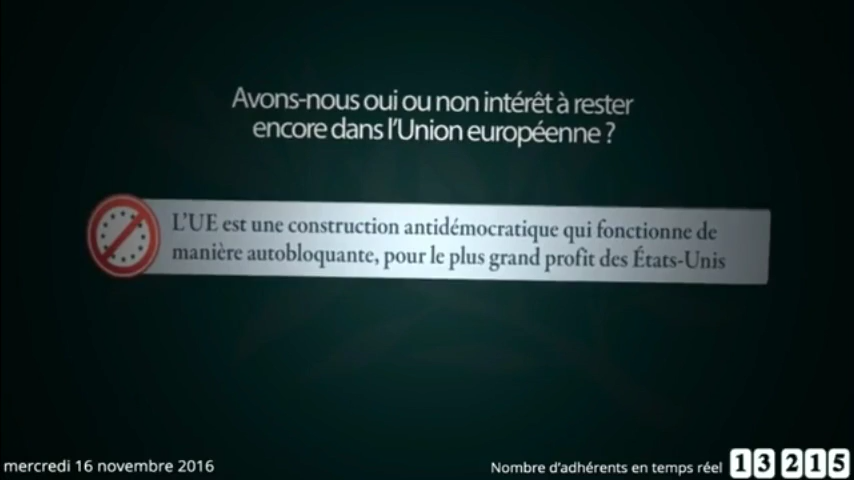 Avons-nous oui ou non intérêt à rester
encore dans l'Union européenne ?
L'UE est une construction antidémocratique qui fonctionne de
manière autobloquante, pour le plus grand profit des États-Unis
mercredi 16 novembre 2016
Nombre d'adhérents en temps réel 13 215